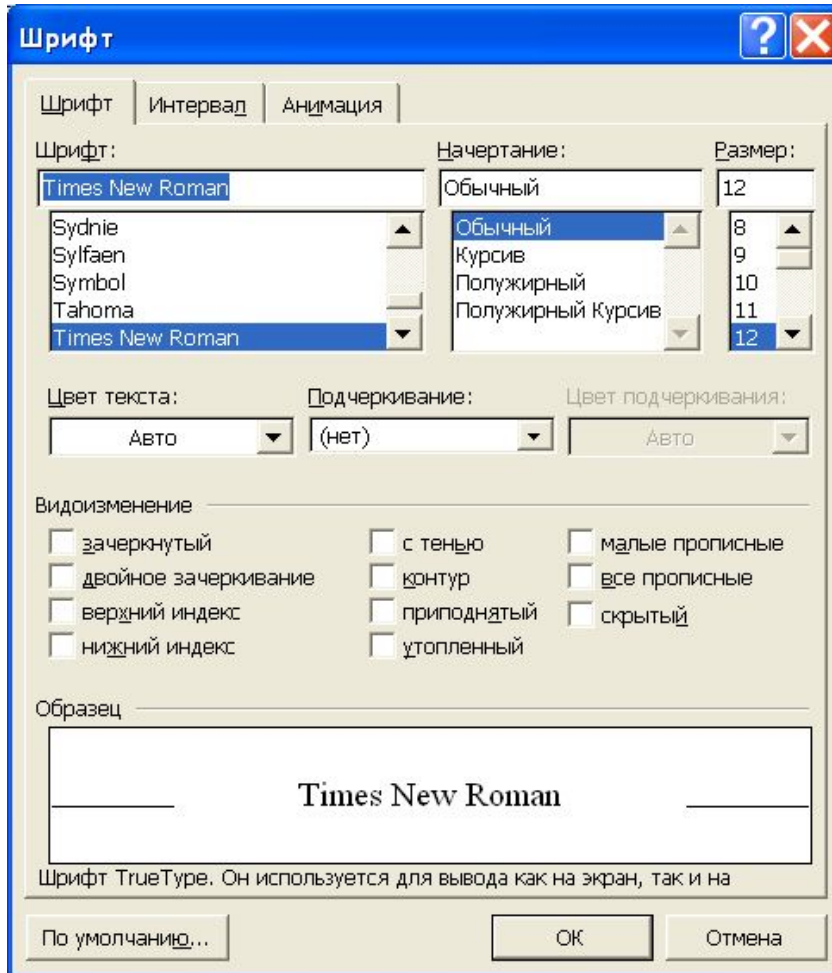 Шрифт
Шрифт Интервал Анимация
Шрифт: Начертание: Размер:
Times New Roman Обычный 12
Sydnie Обычный 8
Sylfaen Курсив 9
Symbol Полужирный 10
Tahoma Полужирный Курсив 11
Times New Roman 12
Цвет текста: Подчеркивание: Цвет подчеркивания:
Авто (нет) Авто
Видоизменение
зачеркнутый с тенью малые прописные
двойное зачеркивание контур все прописные
верхний индекс приподнятый скрытый
нижний индекс утопленный
Образец
Times New Roman
Шрифт TrueType. Он используется для вывода как на экран, так и на
По умолчанию... ОК Отмена